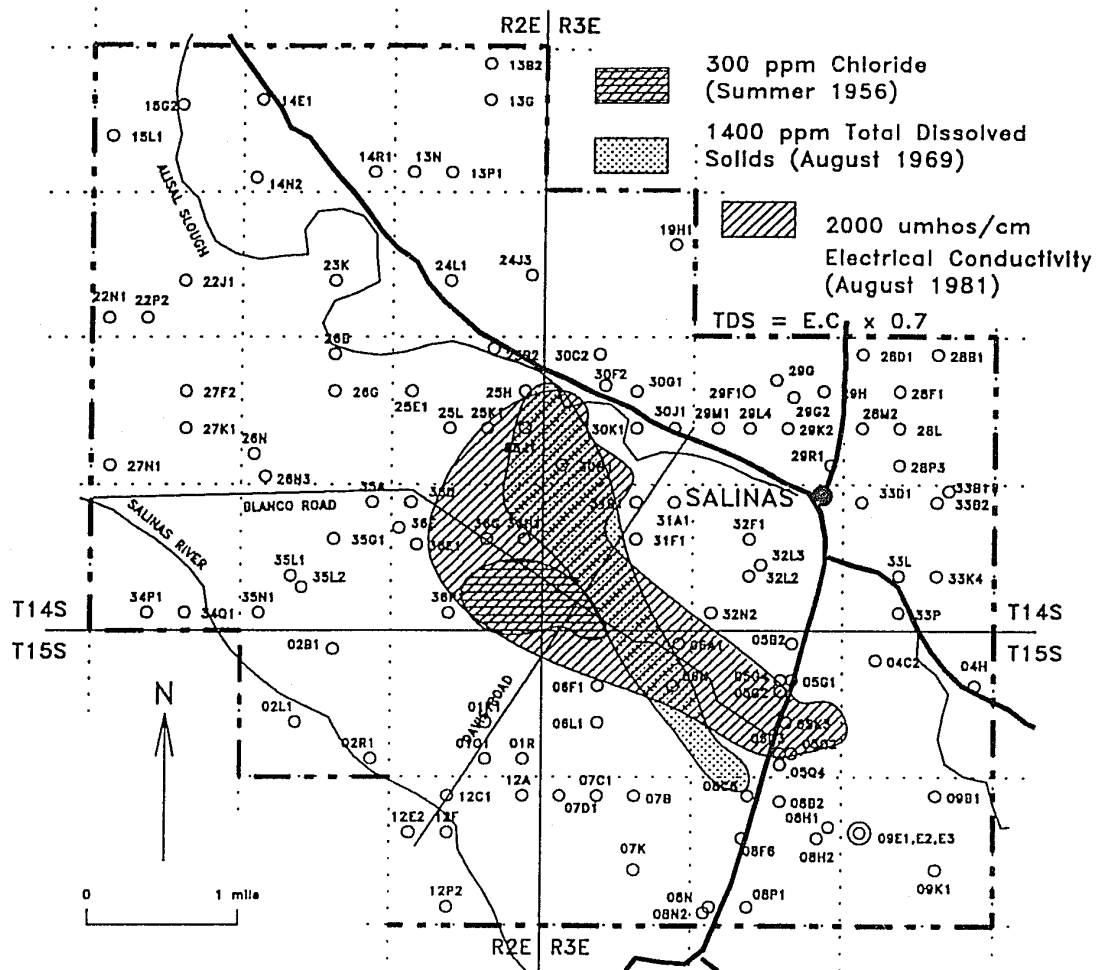 R2E R3E
300 ppm Chloride
(Summer 1956)
1400 ppm Total Dissolved
Solids (August 1969)
2000 umhos/cm
Electrical Conductivity
(August 1981)
TDS = E.C. x 0.7
13B2
15G2
14E1
13G
15L1
14R1
13N
13P1
14N2
ALISAL SLOUGH
19H1
22J1
23K
24L1
24J3
22N1
22P2
26D
30C2
29G
28D1
28B1
27F2
26G
25E1
25H
30F2
30G1
29F1
29G2
29H
28F1
27K1
25L
25K1
30K1
30J1
29M1
29L4
29K2
28M2
28L
26N
27N1
26N3
29R1
28P3
35A
BLANCO ROAD
31A1
SALINAS
33D1
33B1
33B2
SALINAS RIVER
35G1
36E1
36G
31F1
32F1
35L1
35L2
32L3
32L2
33L
33K4
T14S
34P1
34Q1
35N1
32N2
33P
T14S
T15S
02B1
05B2
04C2
T15S
N
06F1
05G1
04H
02L1
06L1
DAVIS ROAD
02R1
01R
05Q4
12C1
12A
07D1
07C1
07B
08B2
09B1
12E2
12F
08F6
08H1
08H2
09E1,E2,E3
07K
09K1
0
1 mile
12P2
08N
08N2
08P1
R2E R3E